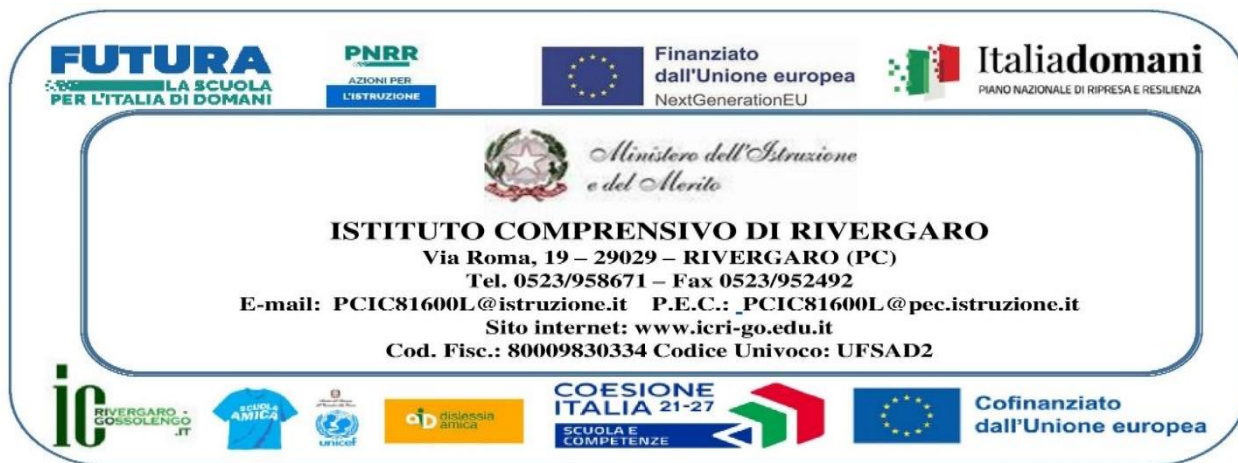 FUTURA
LA SCUOLA
PER L'ITALIA DI DOMANI
PNRR
AZIONI PER
L'ISTRUZIONE
Finanziato
dall'Unione europea
NextGenerationEU
Italiadomani
PIANO NAZIONALE DI RIPRESA E RESILIENZA
Ministero dell'Istruzione
e del Merito
ISTITUTO COMPRENSIVO DI RIVERGARO
Via Roma, 19 – 29029 – RIVERGARO (PC)
Tel. 0523/958671 – Fax 0523/952492
E-mail: PCIC81600L@istruzione.it P.E.C.: PCIC81600L@pec.istruzione.it
Sito internet: www.icri-go.edu.it
Cod. Fisc.: 80009830334 Codice Univoco: UFSAD2
ic
RIVERGARO -
GOSSOLENGO
.IT
SCUOLA
AMICA
unicef
aid
dislessia
amica
COESIONE
ITALIA 21-27
SCUOLA E
COMPETENZE
Cofinanziato
dall'Unione europea